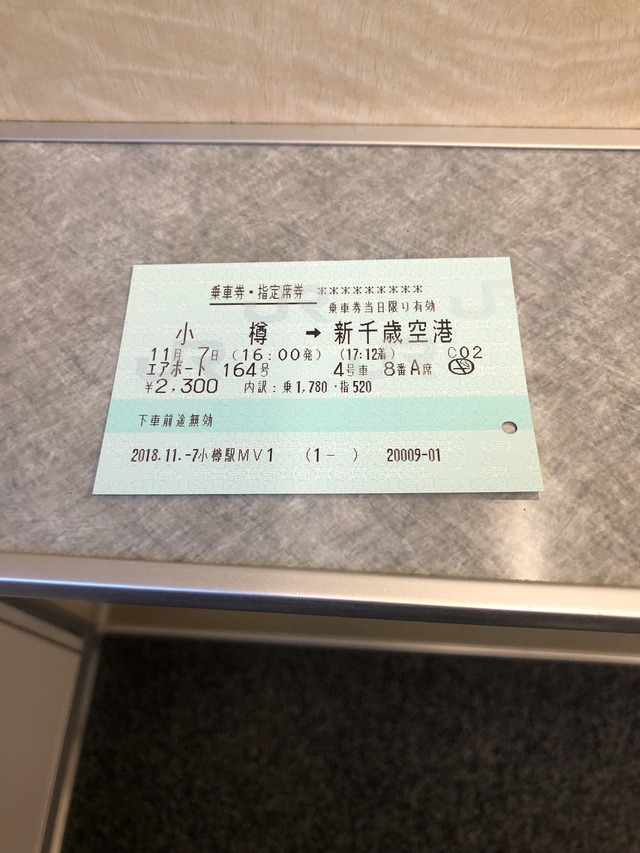 乗車券・指定席券 *********
乗車券当日限り有効
小 樽 → 新千歳空港
11月 7日 (16:00発) (17:12着) C02
エアポート 164号 4号車 8番A席
¥2,300 内訳:乗1,780・指520
下車前途無効
2018.11.-7小樽駅MV1 (1- ) 20009-01